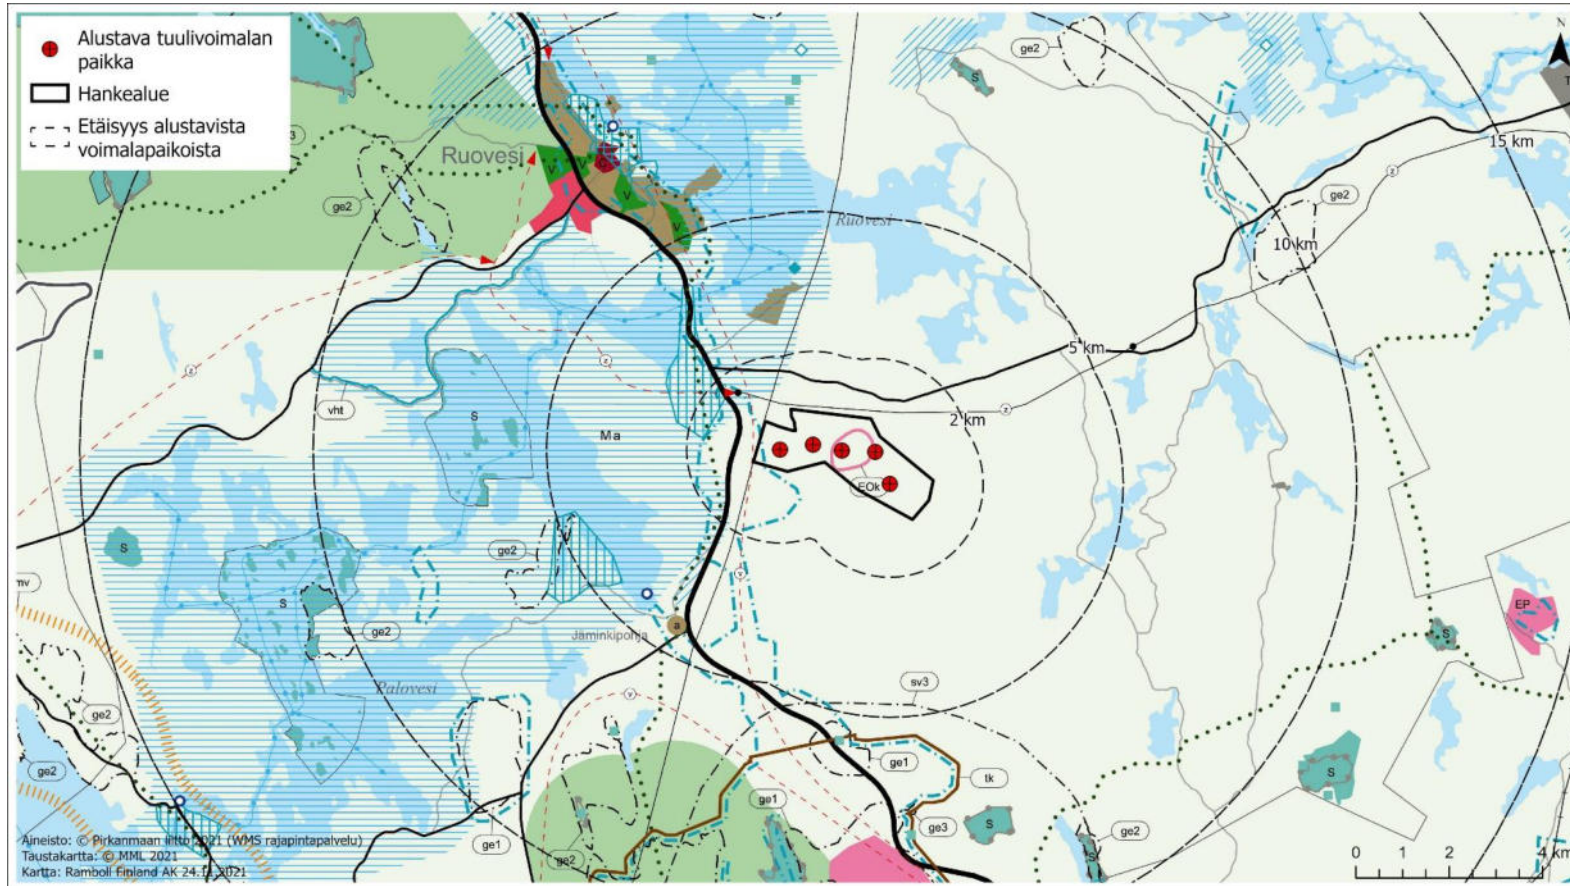 Alustava tuulivoimalan
paikka
Hankealue
Etäisyys alustavista
voimalapaikoista
N
ge2
S
T
15 km
z
Ruovesi
V
V
C
V
V
ge2
Ruovesi
ge2
10 km
z
z
5 km
vht
S
Ma
z
2 km
EOk
S
ge2
mv
S
ge2
v
EP
S
Jäminkipohja
a
Palovesi
sv3
ge2
v
ge2
ge1
tk
S
ge1
ge3
S
ge2
S
ge1
ge2
Aineisto: © Pirkanmaan liitto 2021 (WMS rajapintapalvelu)
Taustakartta: © MML 2021
Kartta: Ramboll Finland AK 24.11.2021
0 1 2 4 km